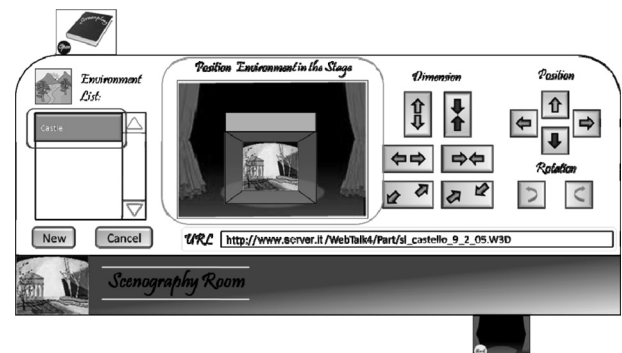 Screenplay
Position Environment in the Stage
Environment
List:
Castle
Dimension
Position
Rotation
New
Cancel
URL
http://www.server.it/WebTalk4/Part/sl_castello_9_2_05.W3D
Scenography Room